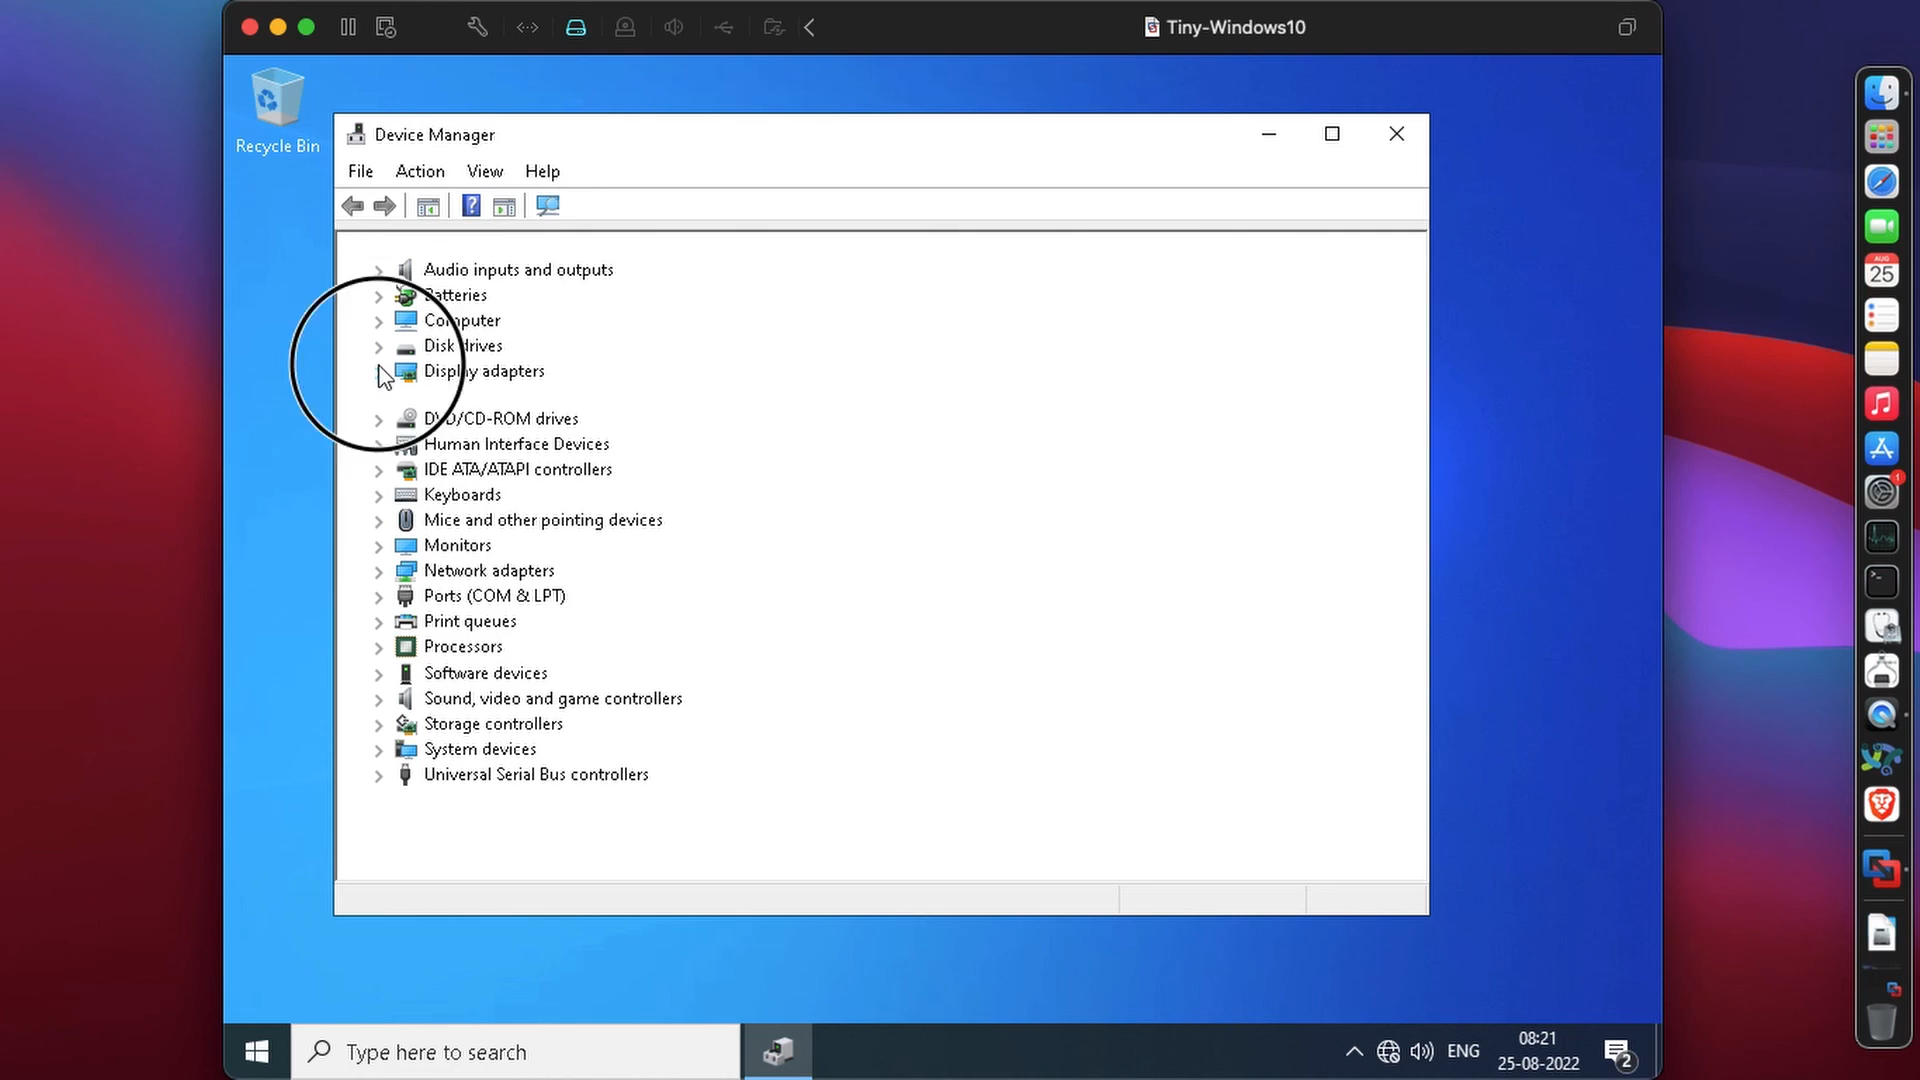 Tiny-Windows10
Recycle Bin
Device Manager
File Action View Help
Audio inputs and outputs
Batteries
Computer
Disk drives
Display adapters
DVD/CD-ROM drives
Human Interface Devices
IDE ATA/ATAPI controllers
Keyboards
Mice and other pointing devices
Monitors
Network adapters
Ports (COM & LPT)
Print queues
Processors
Software devices
Sound, video and game controllers
Storage controllers
System devices
Universal Serial Bus controllers
AUG
25
1
Type here to search
ENG
08:21
25-08-2022
2